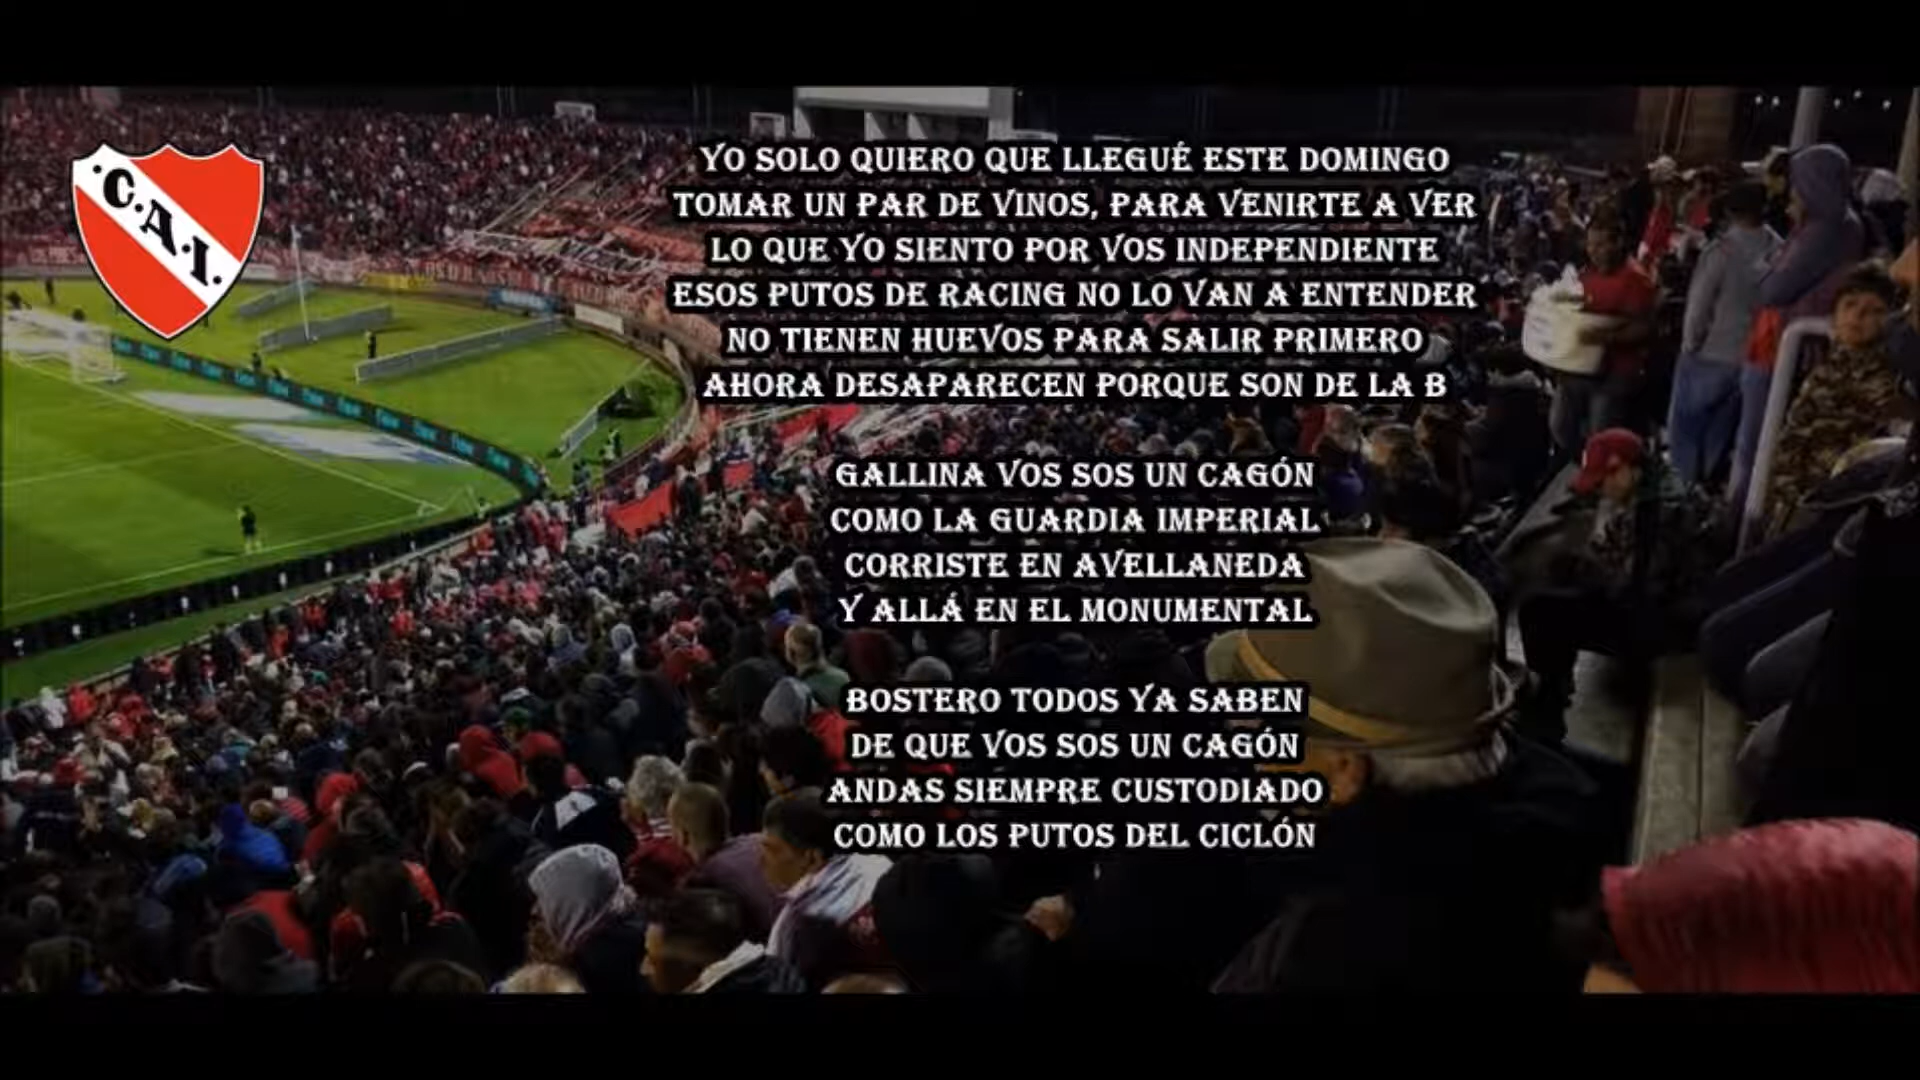 C.A.I.
YO SOLO QUIERO QUE LLEGUÉ ESTE DOMINGO
TOMAR UN PAR DE VINOS, PARA VENIRTE A VER
LO QUE YO SIENTO POR VOS INDEPENDIENTE
ESOS PUTOS DE RACING NO LO VAN A ENTENDER
NO TIENEN HUEVOS PARA SALIR PRIMERO
AHORA DESAPARECEN PORQUE SON DE LA B
GALLINA VOS SOS UN CAGÓN
COMO LA GUARDIA IMPERIAL
CORRISTE EN AVELLANEDA
Y ALLÁ EN EL MONUMENTAL
BOSTERO TODOS YA SABEN
DE QUE VOS SOS UN CAGÓN
ANDAS SIEMPRE CUSTODIADO
COMO LOS PUTOS DEL CICLÓN